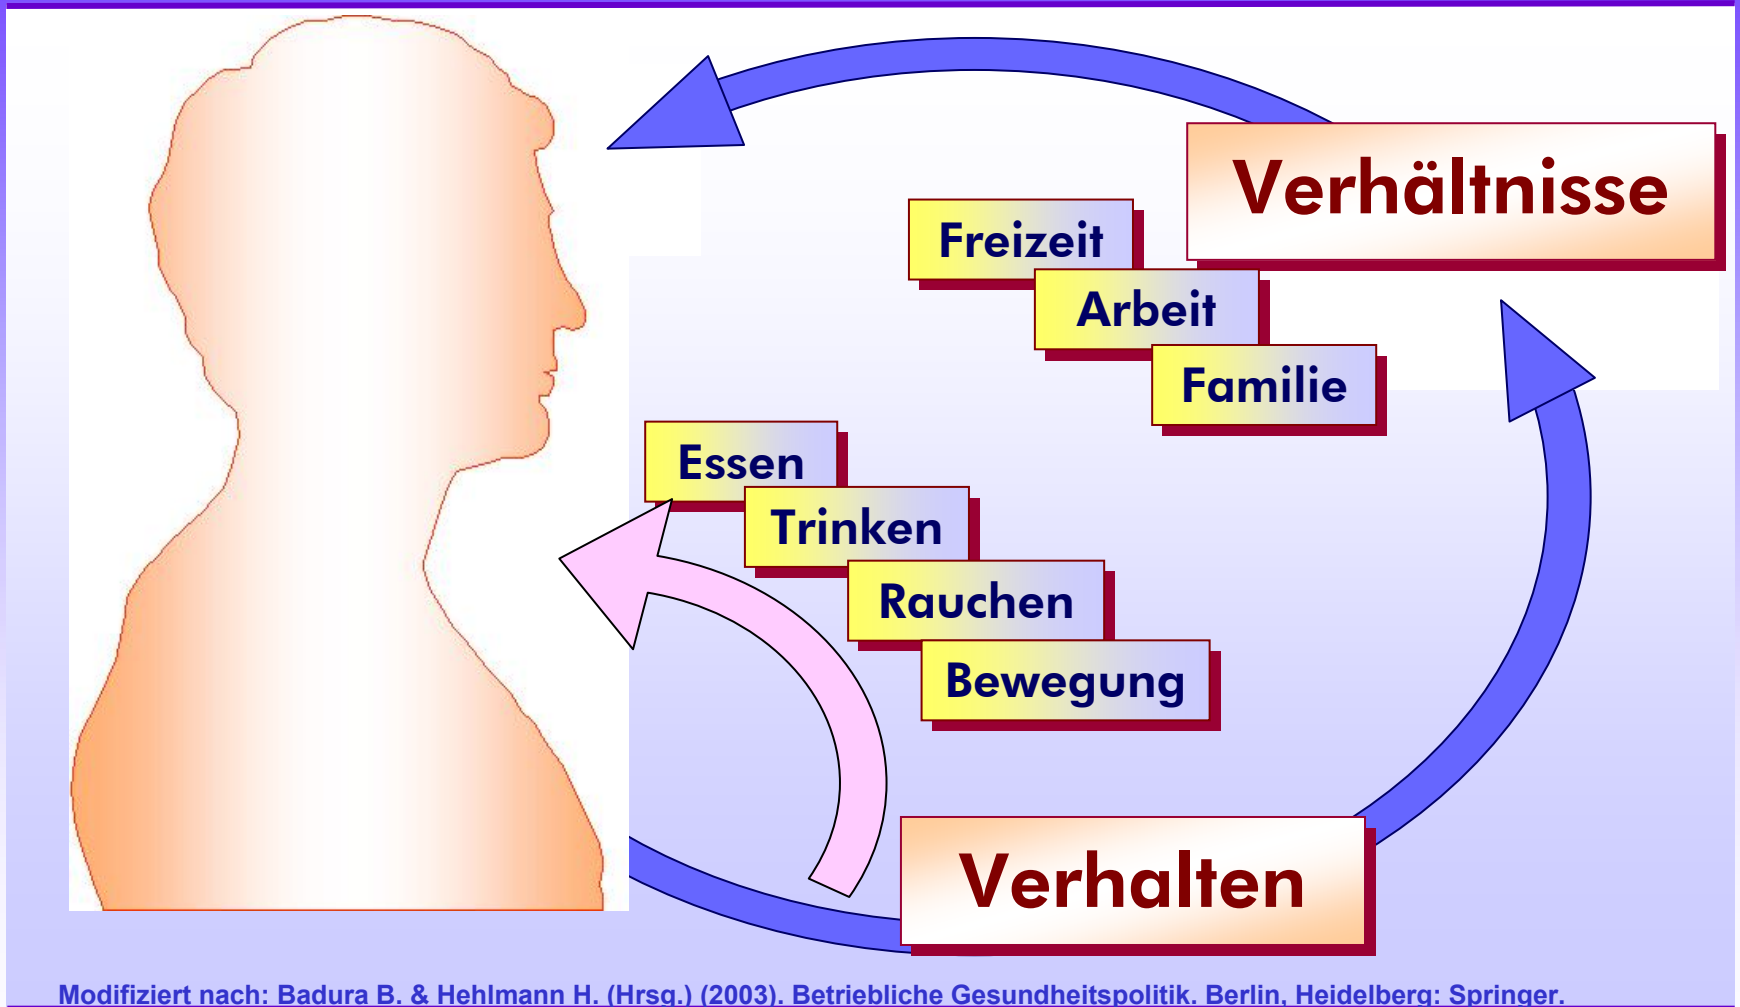 Verhältnisse
Freizeit
Arbeit
Familie
Essen
Trinken
Rauchen
Bewegung
Verhalten
Modifiziert nach: Badura B. & Hehlmann H. (Hrsg.) (2003). Betriebliche Gesundheitspolitik. Berlin, Heidelberg: Springer.